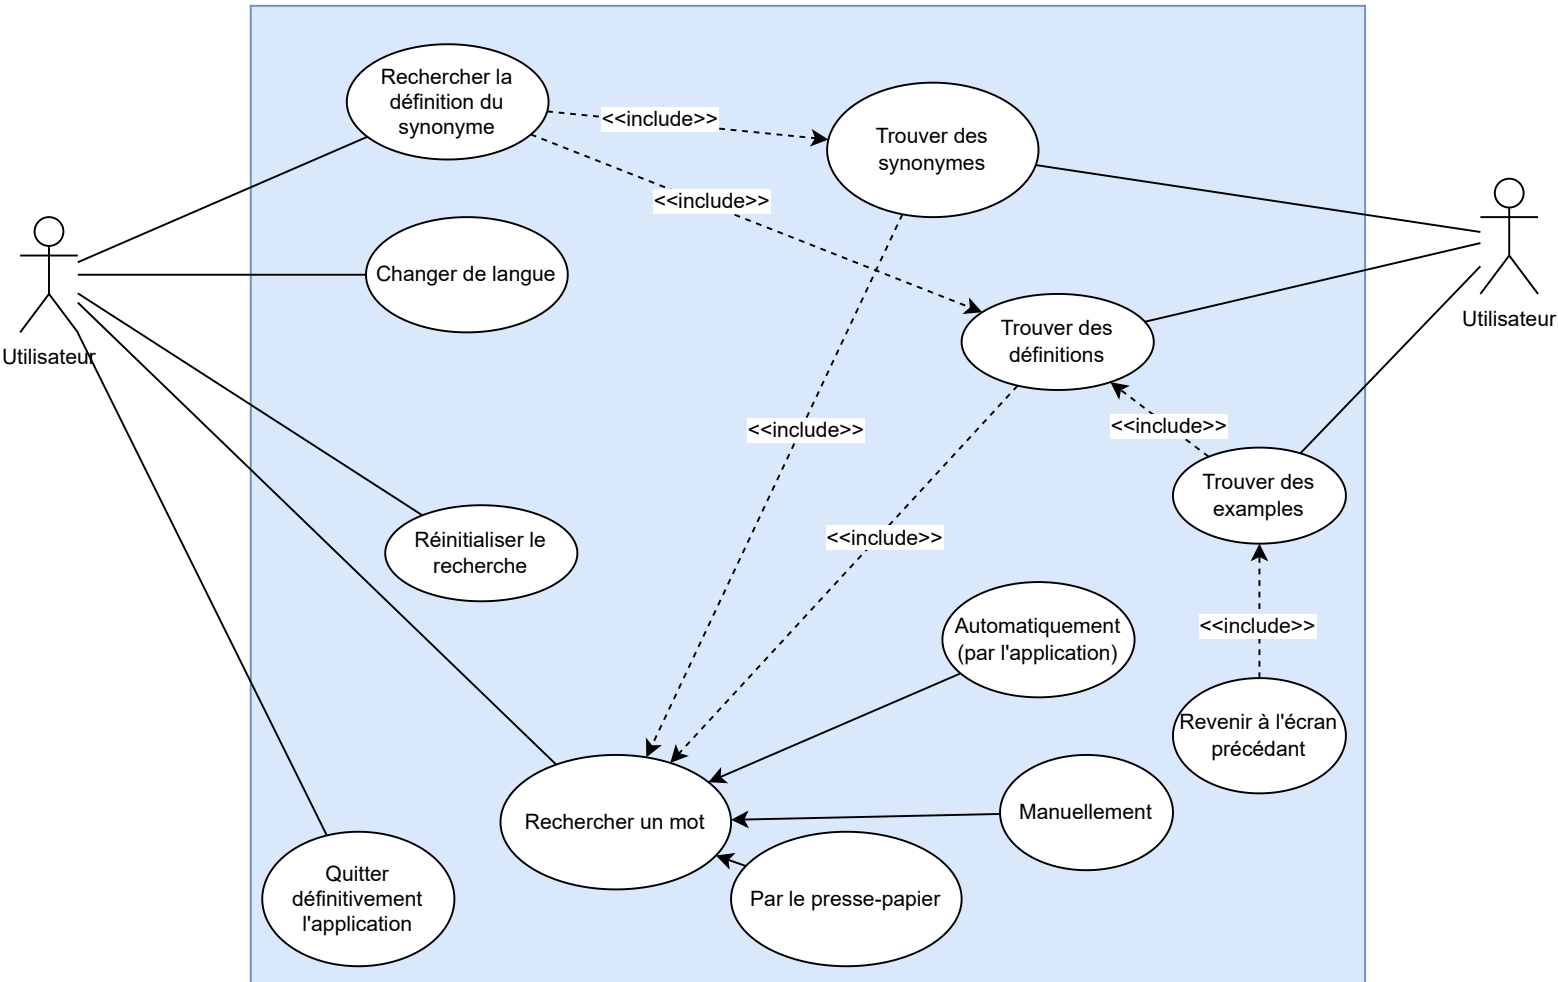 Rechercher la
définition du
synonyme
<<include>>
Trouver des
synonymes
<<include>>
Changer de langue
Utilisateur
Utilisateur
Trouver des
définitions
<<include>>
<<include>>
Trouver des
examples
<<include>>
Réinitialiser le
recherche
<<include>>
Automatiquement
(par l'application)
Revenir à l'écran
précédant
Rechercher un mot
Manuellement
Par le presse-papier
Quitter
définitivement
l'application